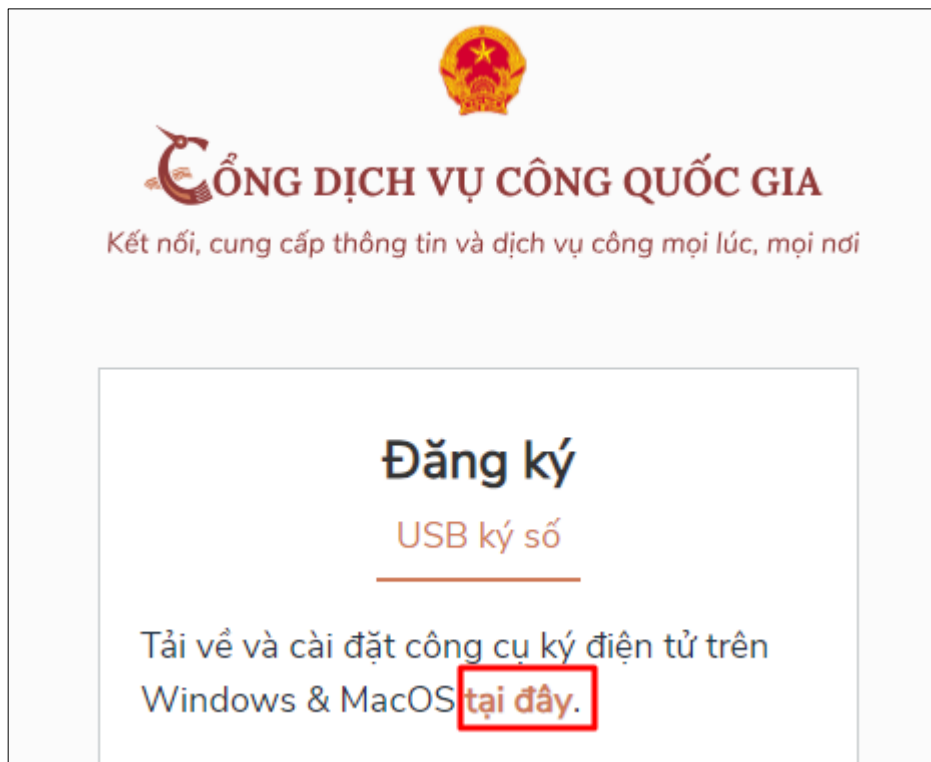 CỔNG DỊCH VỤ CÔNG QUỐC GIA
Kết nối, cung cấp thông tin và dịch vụ công mọi lúc, mọi nơi
Đăng ký
USB ký số
Tải về và cài đặt công cụ ký điện tử trên
Windows & MacOS tại đây.